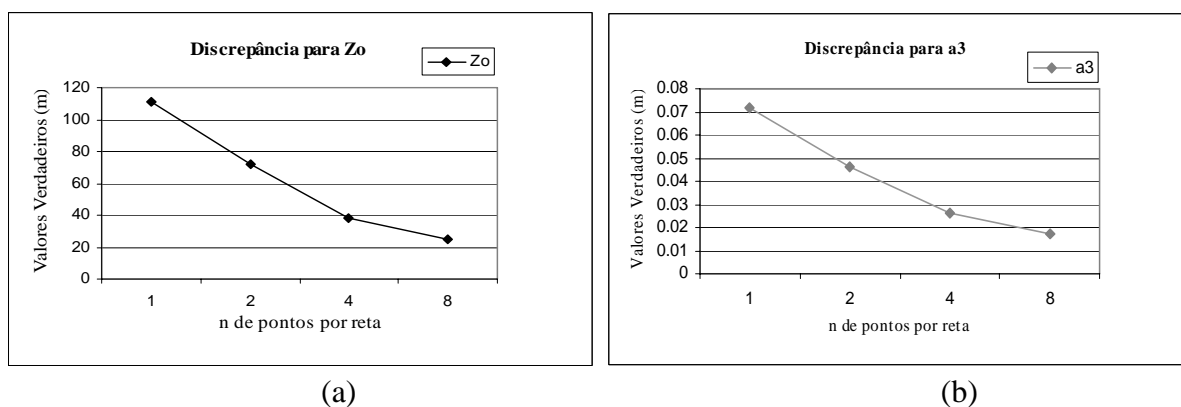 Discrepância para Zo
Zo
Valores Verdadeiros (m)
120
100
80
60
40
20
0
1 2 4 8
n de pontos por reta
(a)
Discrepância para a3
a3
Valores Verdadeiros (m)
0.08
0.07
0.06
0.05
0.04
0.03
0.02
0.01
0
1 2 4 8
n de pontos por reta
(b)